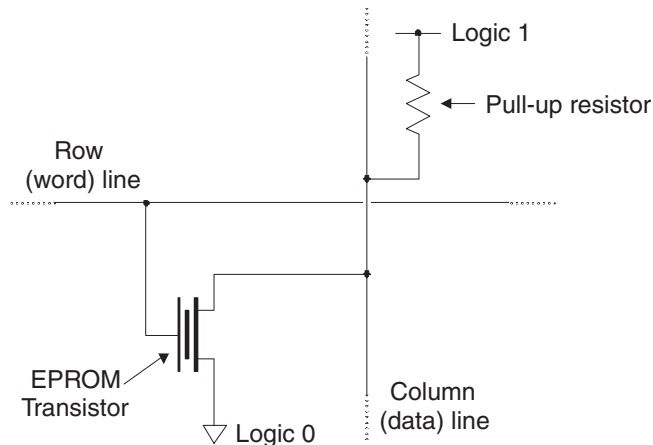 Logic 1
Pull-up resistor
Row
(word) line
EPROM
Transistor
Logic 0
Column
(data) line